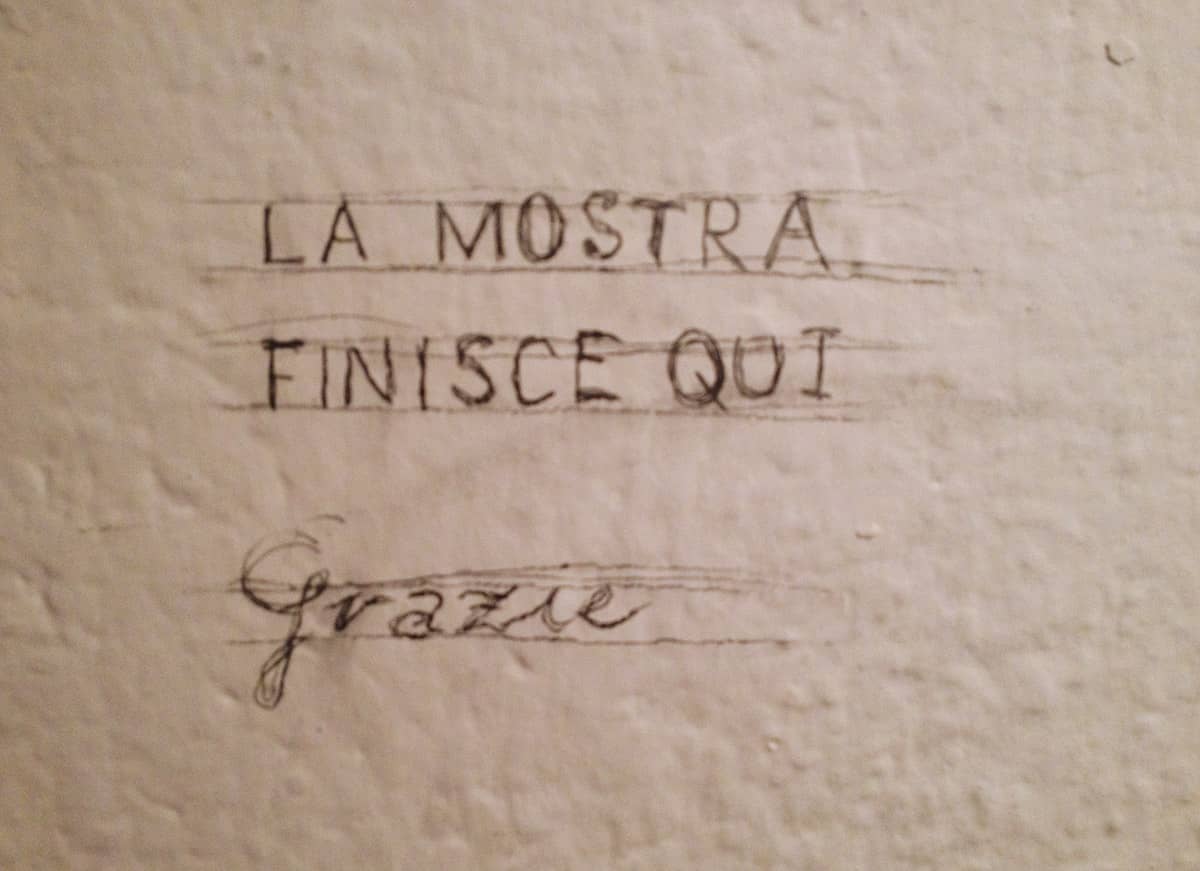 LA MOSTRA
FINISCE QUI
Grazie